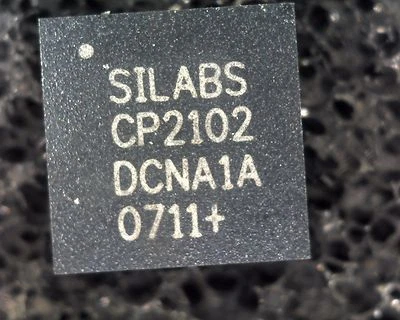 SILABS
CP2102
DCNA1A
0711+